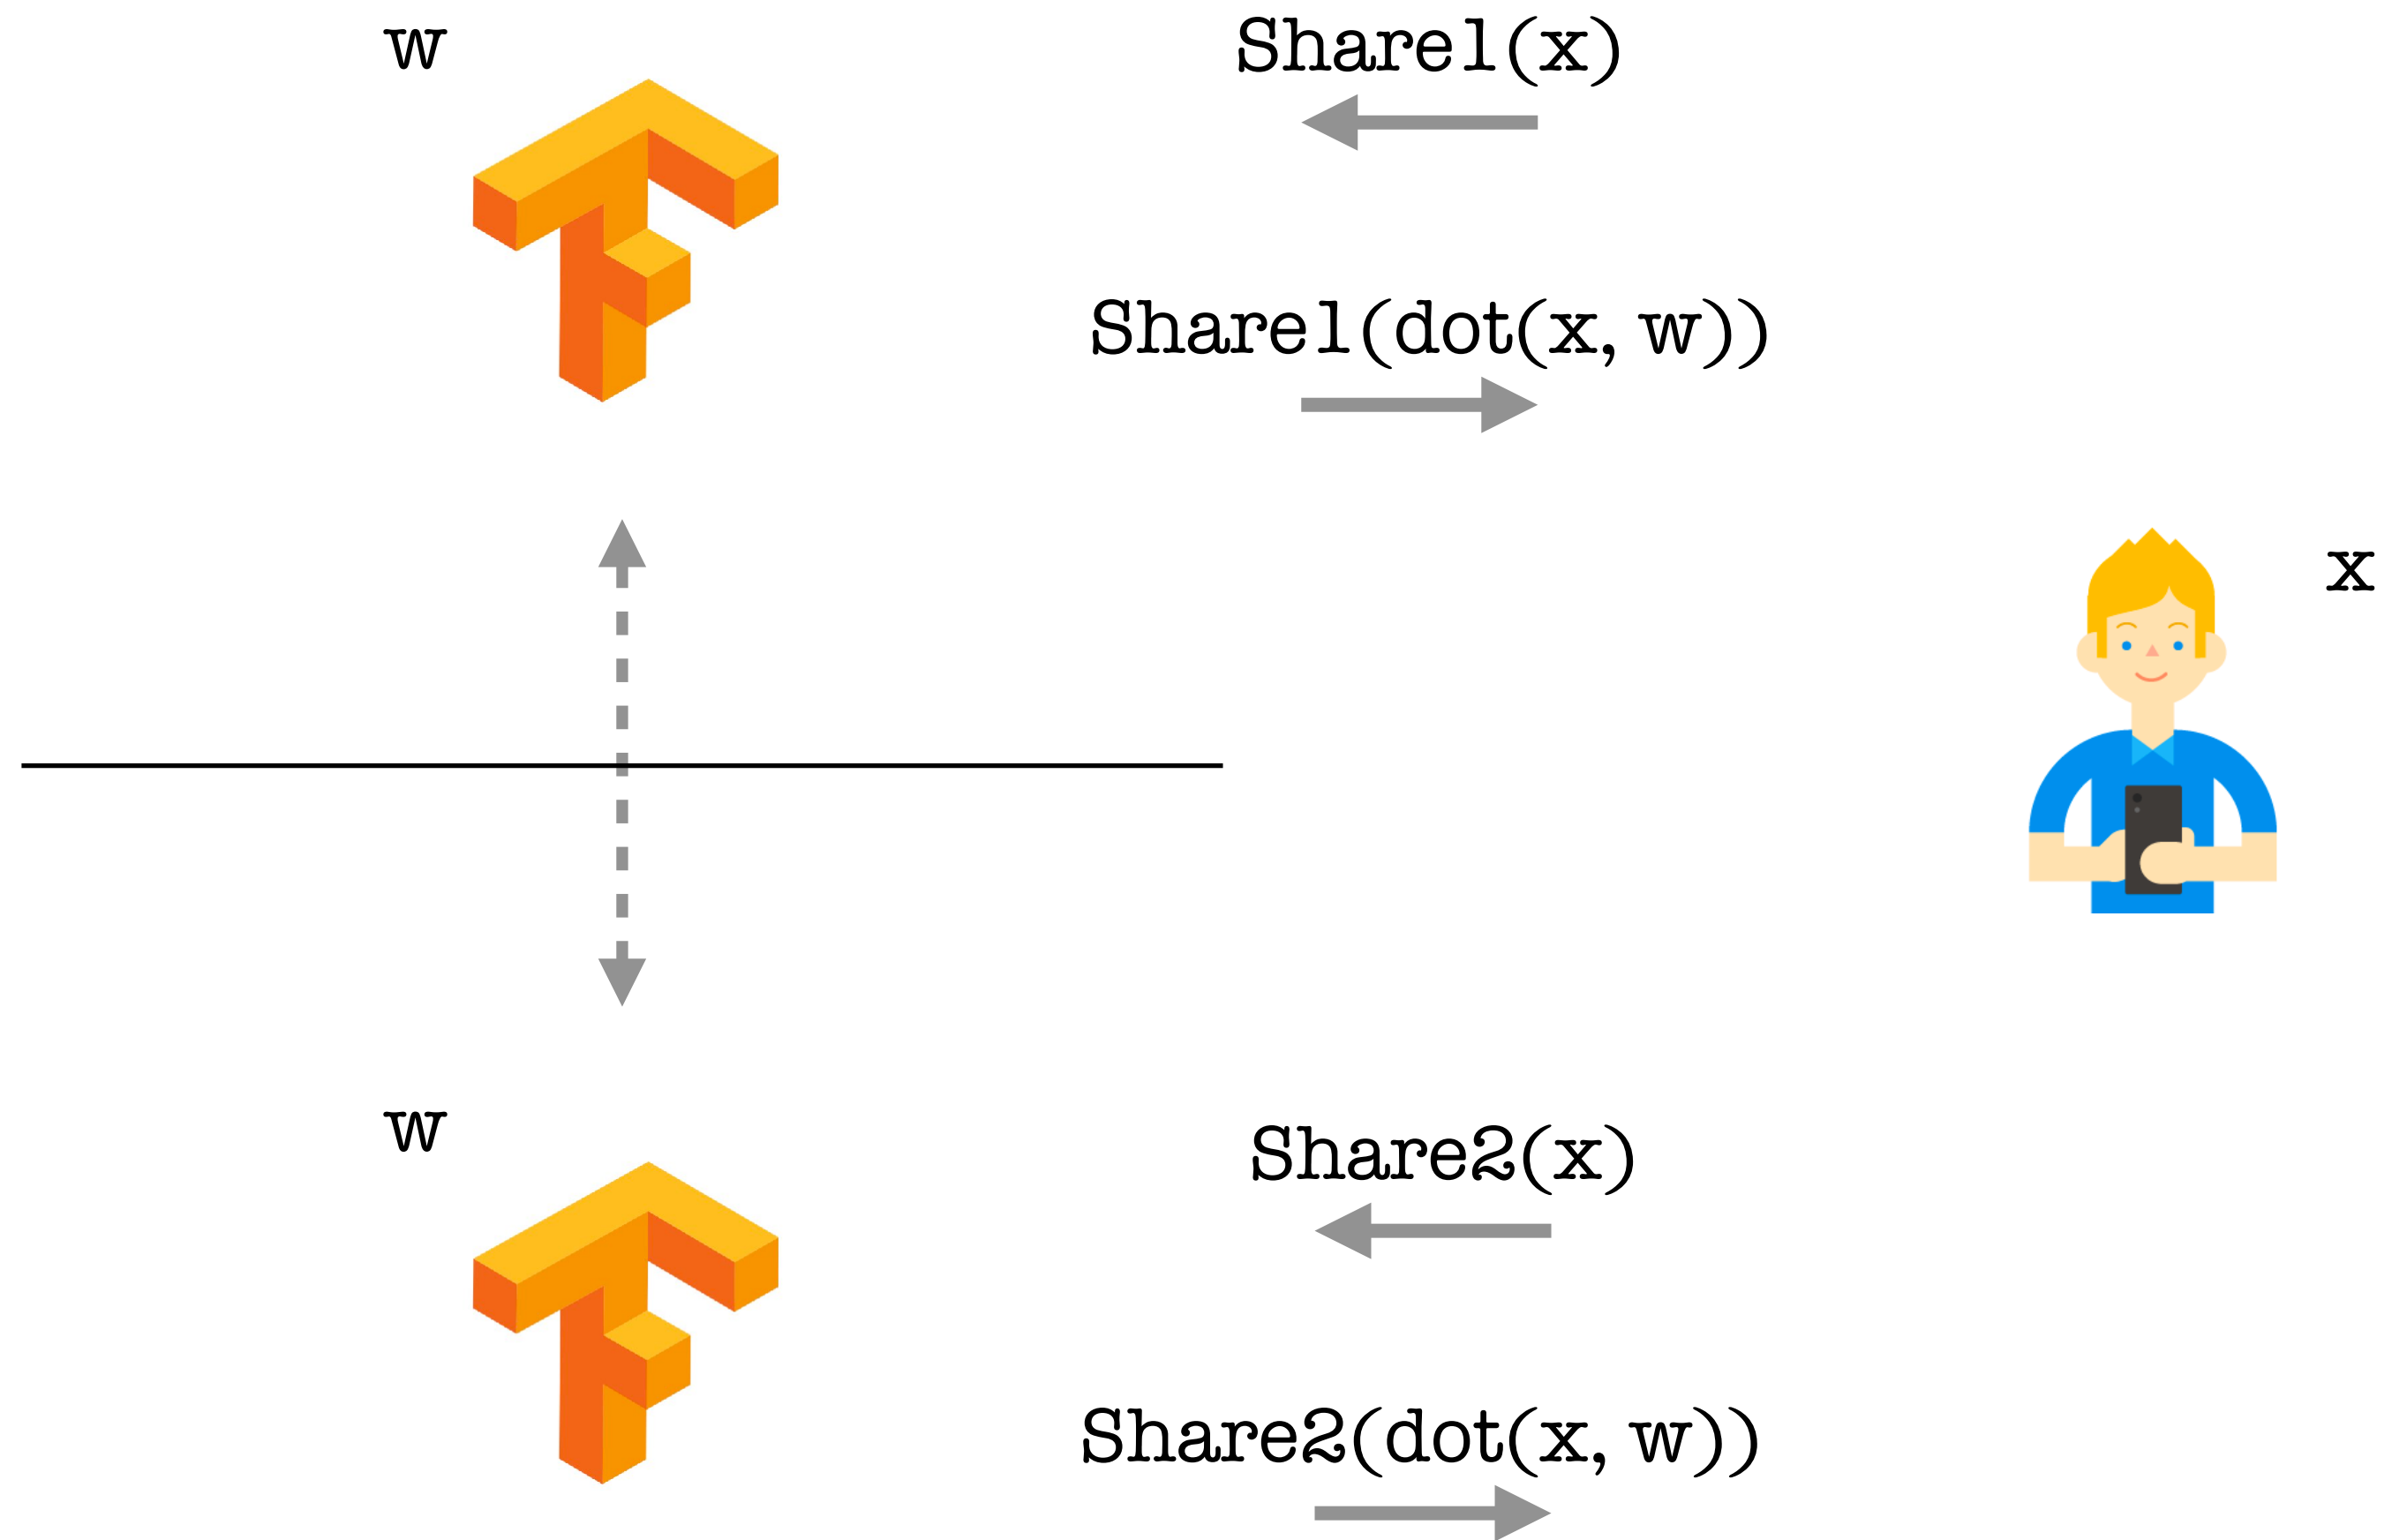 w
Share1(x)
Share1(dot(x, w))
x
w
Share2(x)
Share2(dot(x, w))